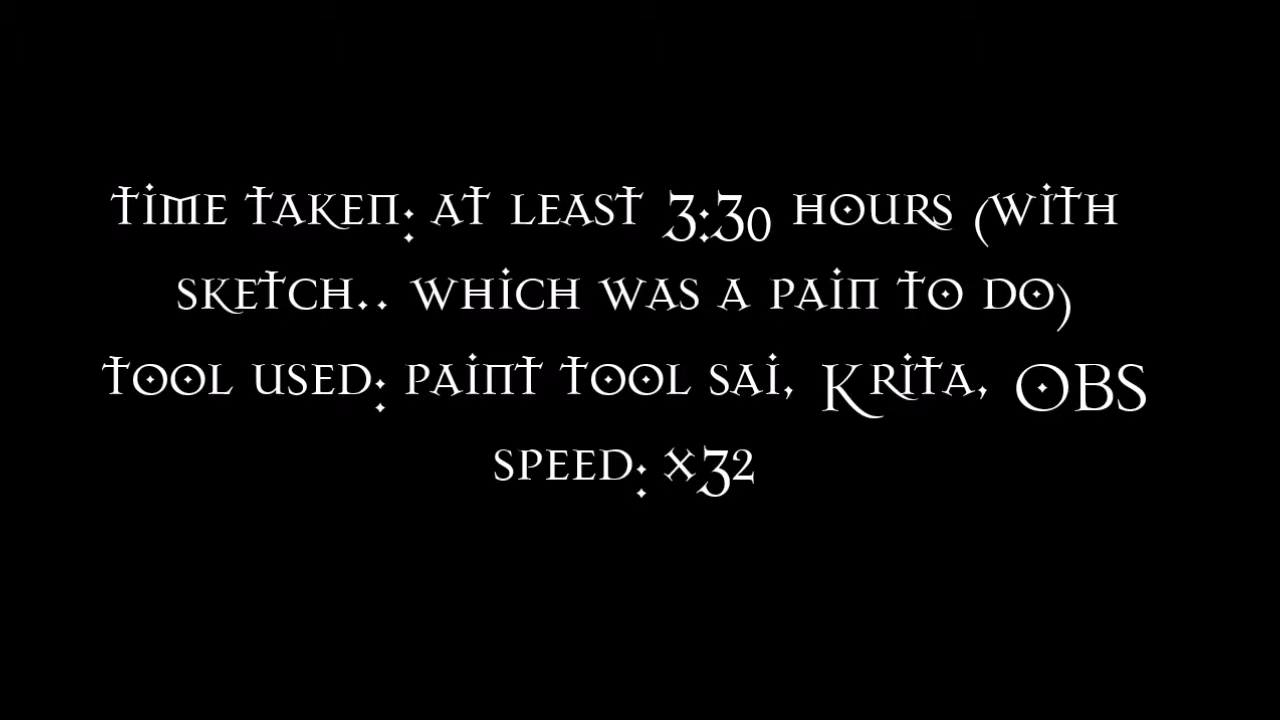 time taken: at least 3:30 hours (with
sketch.. which was a pain to do)
tool used: paint tool sai, Krita, OBS
speed: x32